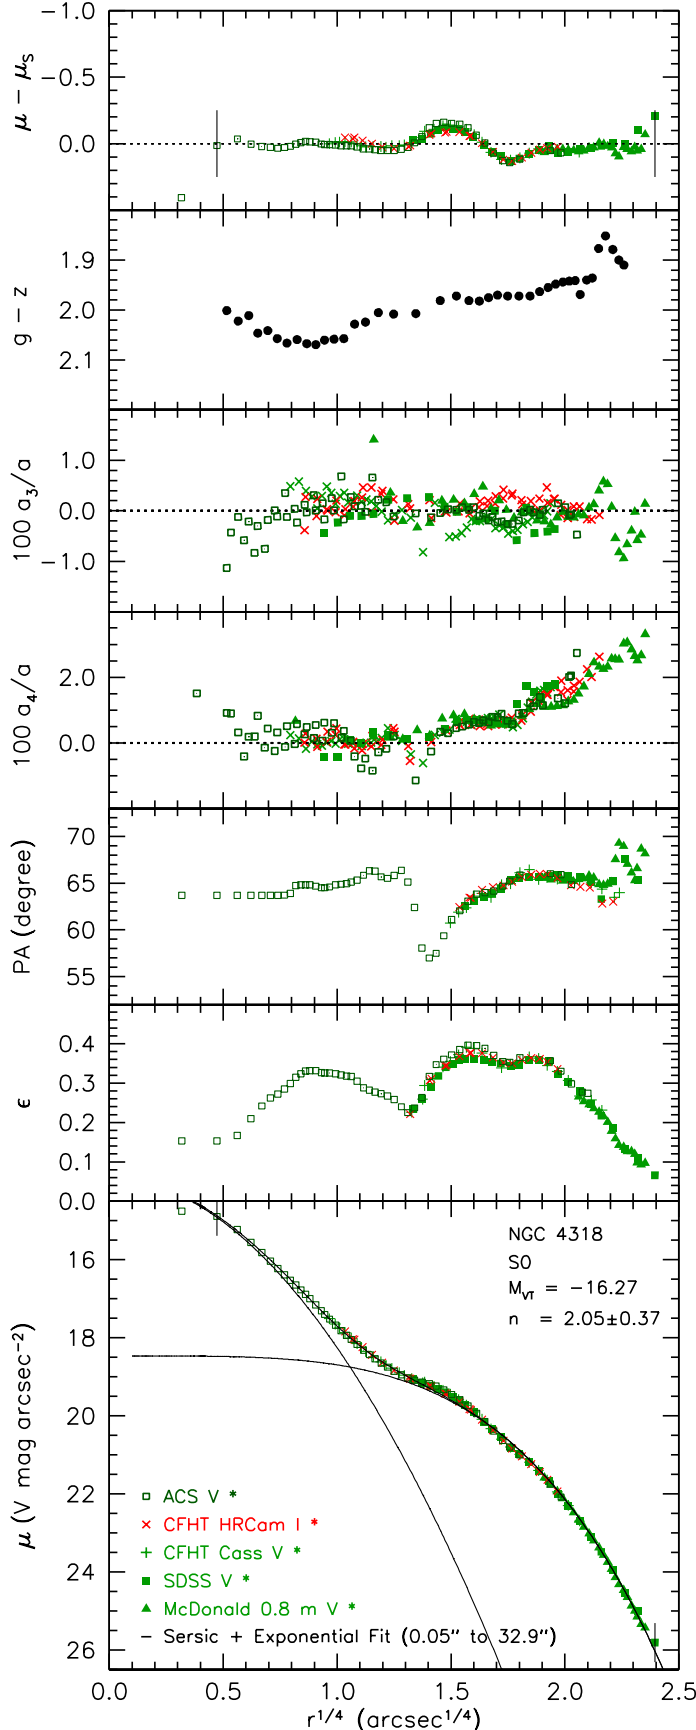 −1.0
−0.5
0.0
μ − μS
1.9
2.0
2.1
g − z
1.0
0.0
−1.0
100 a3/a
2.0
0.0
100 a4/a
70
65
60
55
PA (degree)
0.4
0.3
0.2
0.1
0.0
ϵ
16
18
20
22
24
26
μ (V mag arcsec−2)
NGC 4318
S0
MVT = −16.27
n = 2.05±0.37
ACS V *
CFHT HRCam I *
CFHT Cass V *
SDSS V *
McDonald 0.8 m V *
− Sersic + Exponential Fit (0.05" to 32.9")
0.0 0.5 1.0 1.5 2.0 2.5
r1/4 (arcsec1/4)